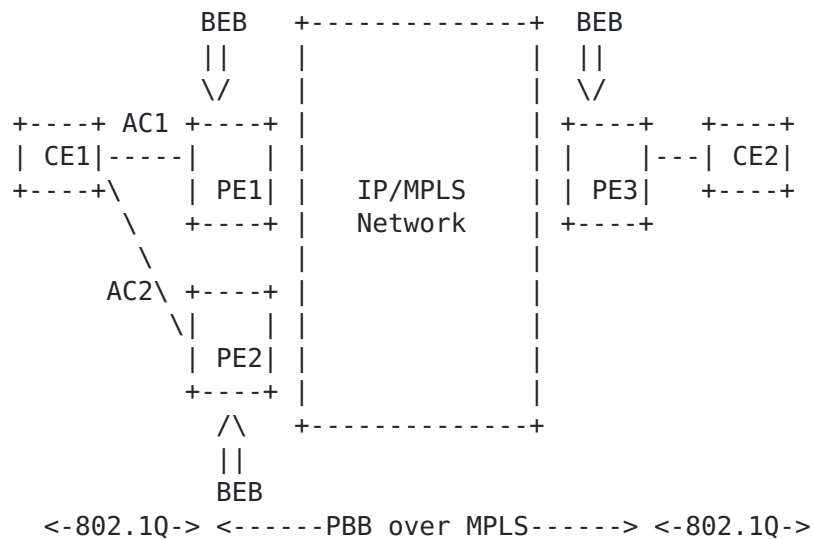 BEB +--------------+ BEB
|| | | ||
\/ | | \/
+----+ AC1 +----+ | | +----+ +----+
| CE1|-----| | | | | |---| CE2|
+----+\ | PE1| | IP/MPLS | | PE3| +----+
\ +----+ | Network | +----+
\ | |
AC2\ +----+ | |
\| | | |
| PE2| | |
+----+ | |
/\ +--------------+
||
BEB
<-802.1Q-> <------PBB over MPLS------> <-802.1Q->